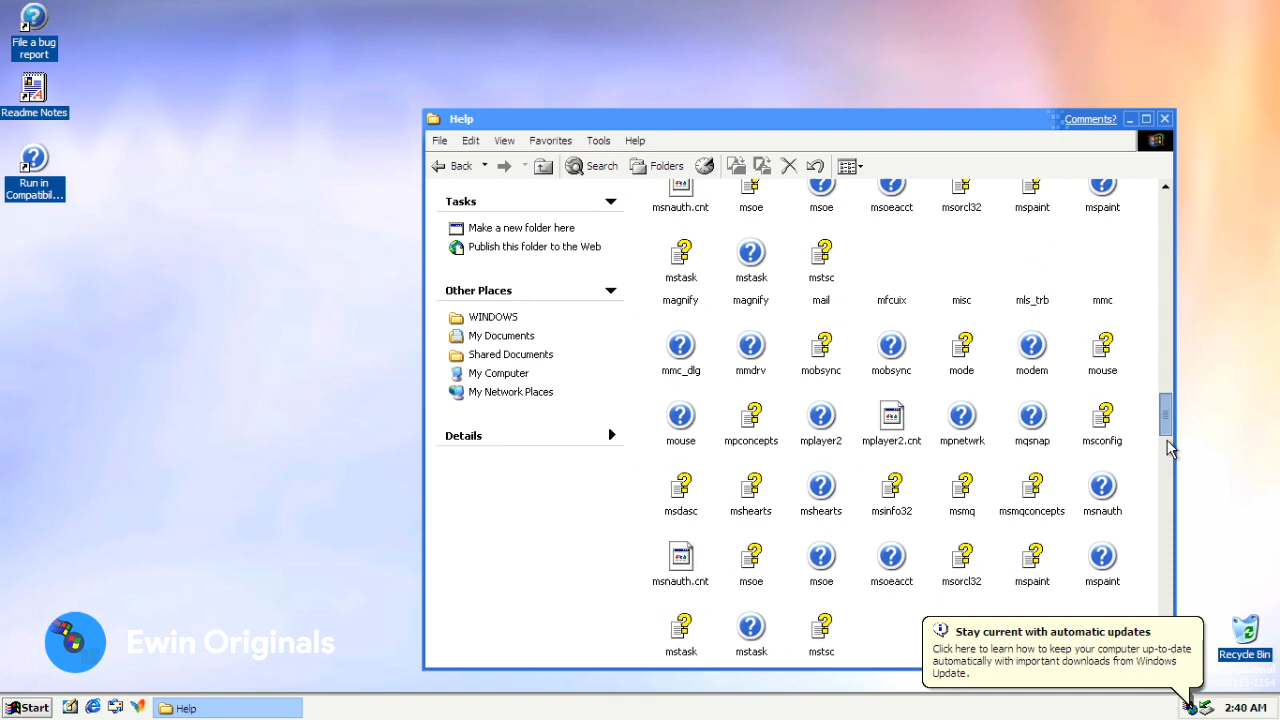 File a bug
report
Readme Notes
Run in
Compatibil...
Help
Comments?
File Edit View Favorites Tools Help
Back Search Folders
Tasks
Make a new folder here
Publish this folder to the Web
Other Places
WINDOWS
My Documents
Shared Documents
My Computer
My Network Places
Details
msnauth.cnt msoe msoe msoeacct msorcl32 mspaint mspaint
mstask mstask mstsc
magnify magnify mail mfcuix misc mls_trb mmc
mmc_dlg mmdrv mobsync mobsync mode modem mouse
mouse mpconcepts mplayer2 mplayer2.cnt mpnetwrk mqsnap msconfig
msdasc mshearts mshearts msinfo32 msmq msmqconcepts msnauth
msnauth.cnt msoe msoe msoeacct msorcl32 mspaint mspaint
mstask mstask mstsc
Stay current with automatic updates
Click here to learn how to keep your computer up-to-date
automatically with important downloads from Windows
Update.
Recycle Bin
Ewin Originals
Start
Help
2:40 AM